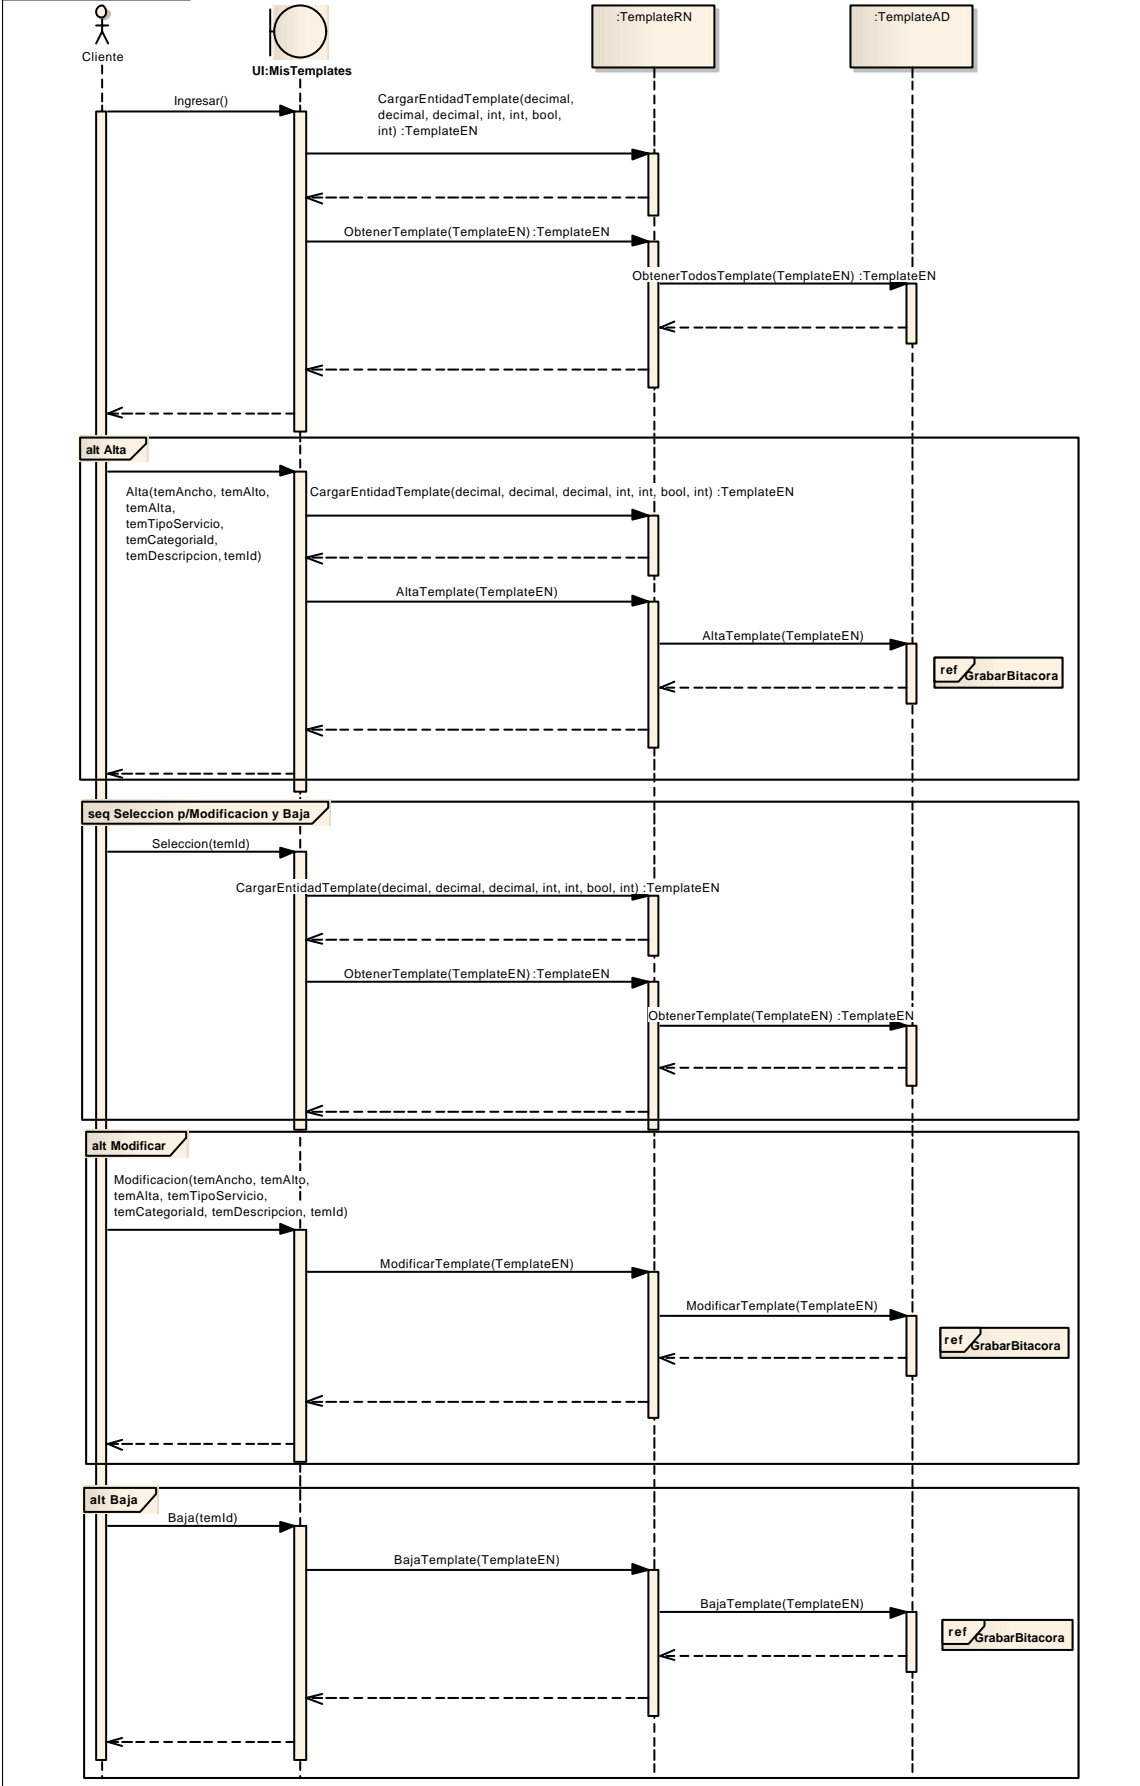 Cliente
UI:MisTemplates
:TemplateRN
:TemplateAD
Ingresar()
CargarEntidadTemplate(decimal,
decimal, decimal, int, int, bool,
int) :TemplateEN
ObtenerTemplate(TemplateEN) :TemplateEN
ObtenerTodosTemplate(TemplateEN) :TemplateEN
alt Alta
Alta(temAncho, temAlto,
temAlta,
temTipoServicio,
temCategoriaId,
temDescripcion, temId)
CargarEntidadTemplate(decimal, decimal, decimal, int, int, bool, int) :TemplateEN
AltaTemplate(TemplateEN)
AltaTemplate(TemplateEN)
ref
GrabarBitacora
seq Seleccion p/Modificacion y Baja
Seleccion(temId)
CargarEntidadTemplate(decimal, decimal, decimal, int, int, bool, int) :TemplateEN
ObtenerTemplate(TemplateEN) :TemplateEN
ObtenerTemplate(TemplateEN) :TemplateEN
alt Modificar
Modificacion(temAncho, temAlto,
temAlta, temTipoServicio,
temCategoriaId, temDescripcion, temId)
ModificarTemplate(TemplateEN)
ModificarTemplate(TemplateEN)
ref
GrabarBitacora
alt Baja
Baja(temId)
BajaTemplate(TemplateEN)
BajaTemplate(TemplateEN)
ref
GrabarBitacora